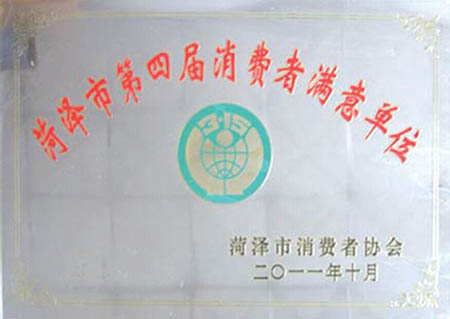 菏泽市第四届消费者满意单位
菏泽市消费者协会
二〇一一年十月